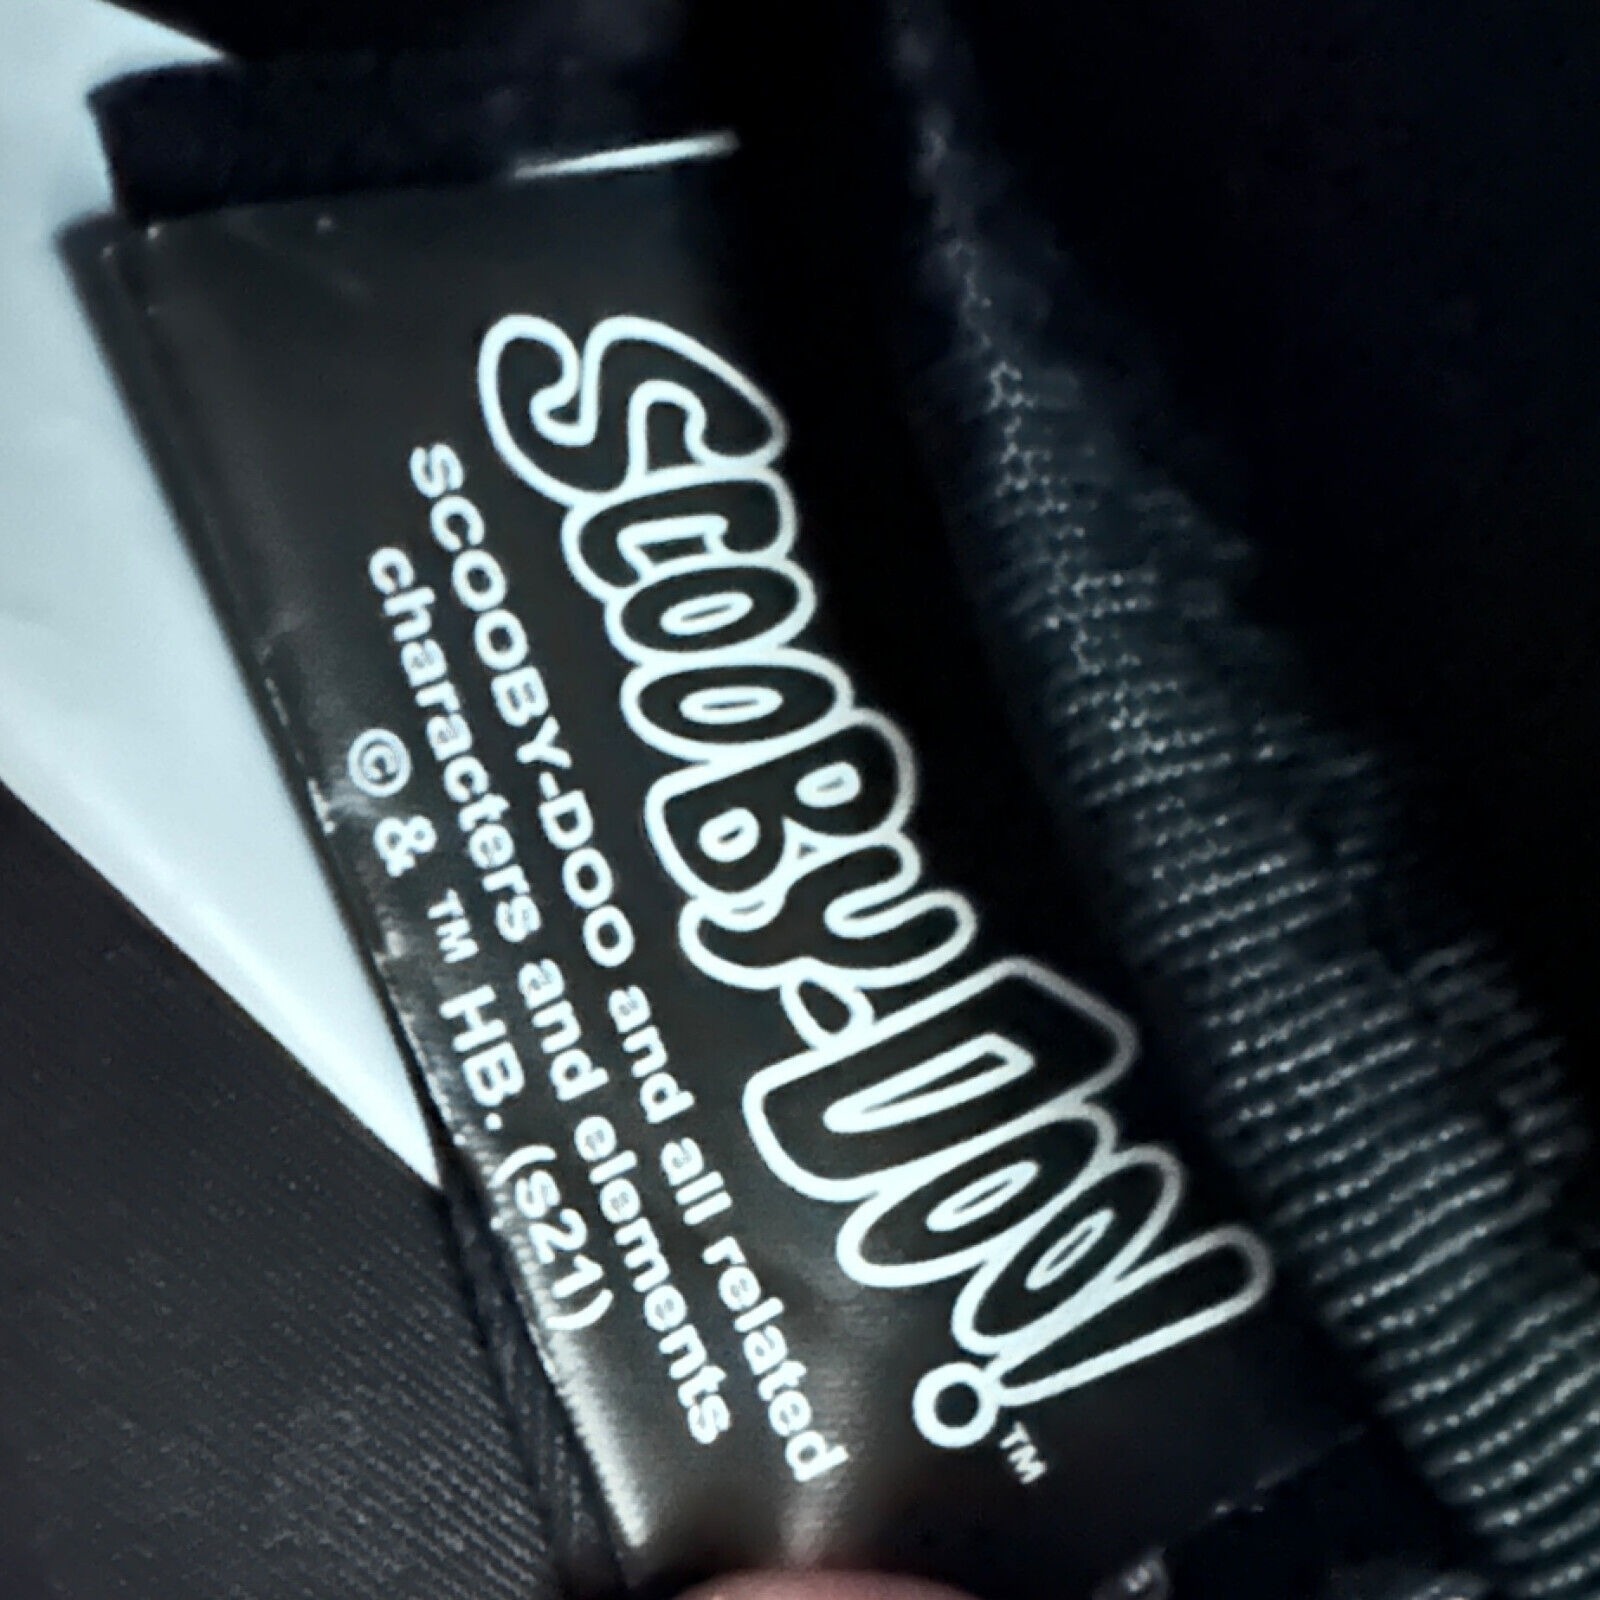 SCOOBY-DOO!™
SCOOBY-DOO and all related
characters and elements
© & ™ HB. (s21)